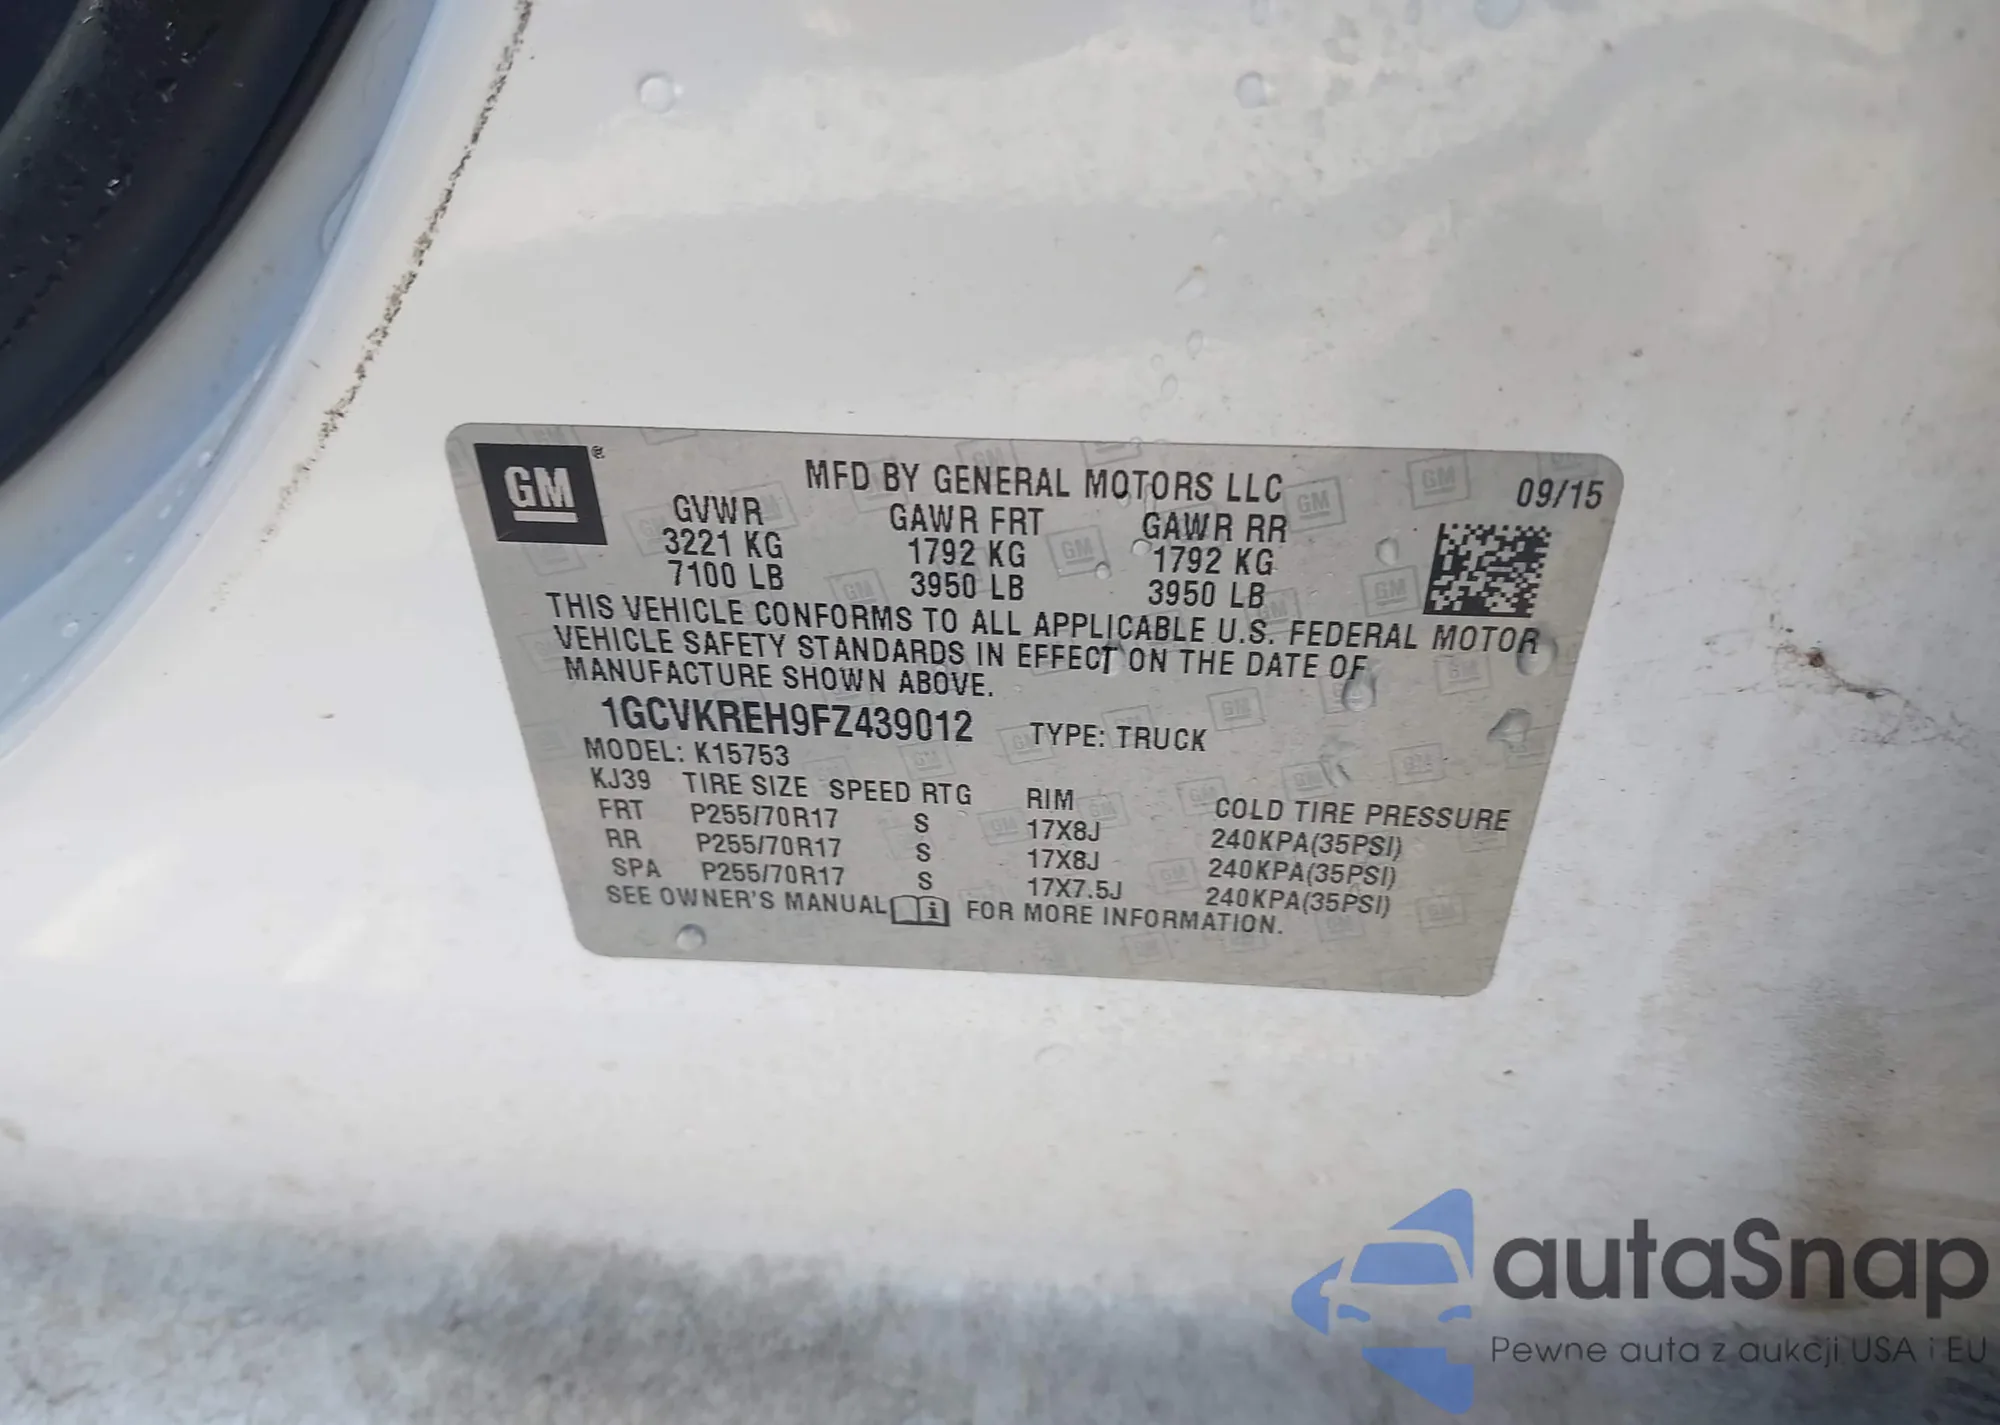 GM®
MFD BY GENERAL MOTORS LLC 09/15
GVWR GAWR FRT GAWR RR
3221 KG 1792 KG 1792 KG
7100 LB 3950 LB 3950 LB
THIS VEHICLE CONFORMS TO ALL APPLICABLE U.S. FEDERAL MOTOR
VEHICLE SAFETY STANDARDS IN EFFECT ON THE DATE OF
MANUFACTURE SHOWN ABOVE.
1GCVKREH9FZ439012 TYPE: TRUCK
MODEL: K15753
KJ39 TIRE SIZE SPEED RTG RIM COLD TIRE PRESSURE
FRT P255/70R17 S 17X8J 240KPA(35PSI)
RR P255/70R17 S 17X8J 240KPA(35PSI)
SPA P255/70R17 S 17X7.5J 240KPA(35PSI)
SEE OWNER'S MANUAL i FOR MORE INFORMATION.
autaSnap
Pewne auta z aukcji USA i EU